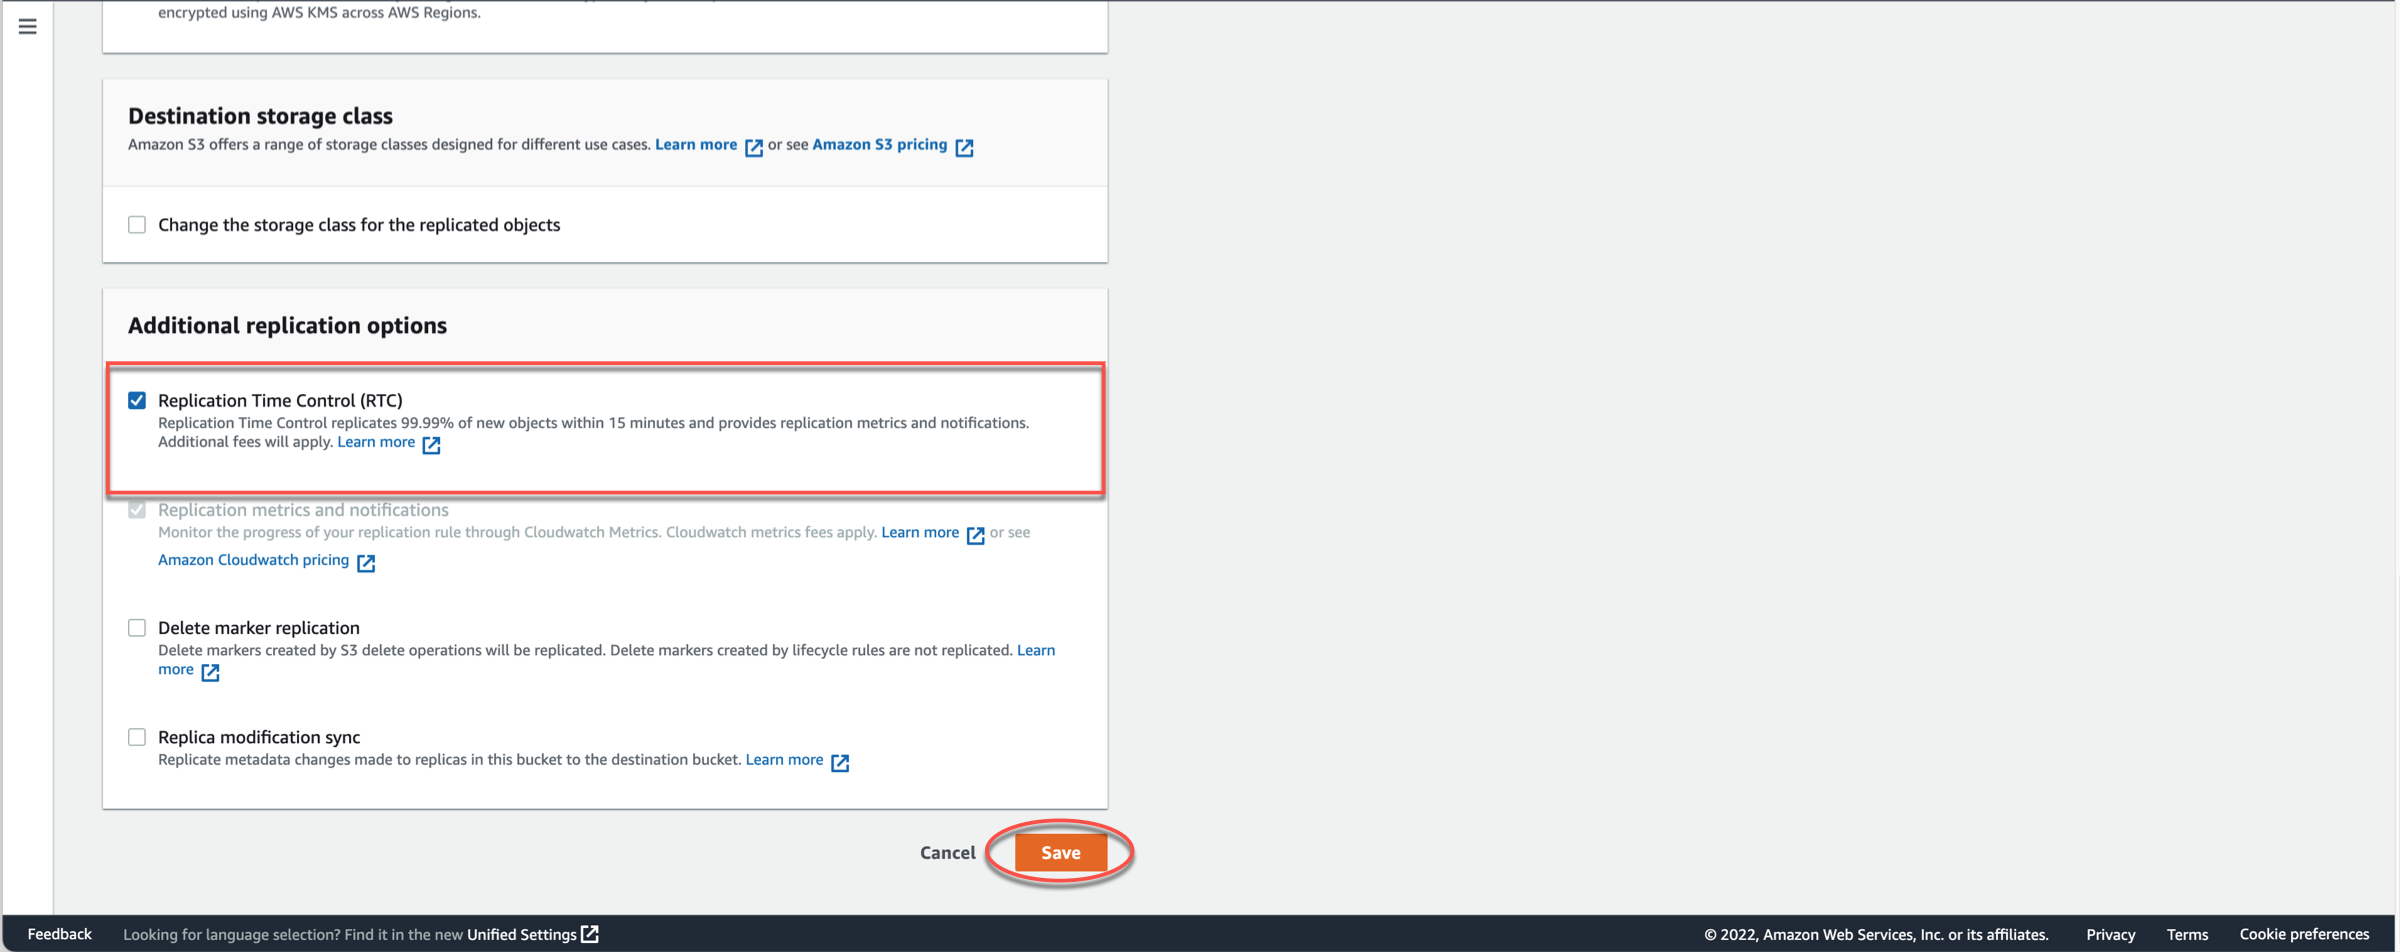 encrypted using AWS KMS across AWS Regions.
Destination storage class
Amazon S3 offers a range of storage classes designed for different use cases. Learn more or see Amazon S3 pricing
Change the storage class for the replicated objects
Additional replication options
Replication Time Control (RTC)
Replication Time Control replicates 99.99% of new objects within 15 minutes and provides replication metrics and notifications.
Additional fees will apply. Learn more
Replication metrics and notifications
Monitor the progress of your replication rule through Cloudwatch Metrics. Cloudwatch metrics fees apply. Learn more or see
Amazon Cloudwatch pricing
Delete marker replication
Delete markers created by S3 delete operations will be replicated. Delete markers created by lifecycle rules are not replicated. Learn
more
Replica modification sync
Replicate metadata changes made to replicas in this bucket to the destination bucket. Learn more
Cancel Save
Feedback Looking for language selection? Find it in the new Unified Settings © 2022, Amazon Web Services, Inc. or its affiliates. Privacy Terms Cookie preferences